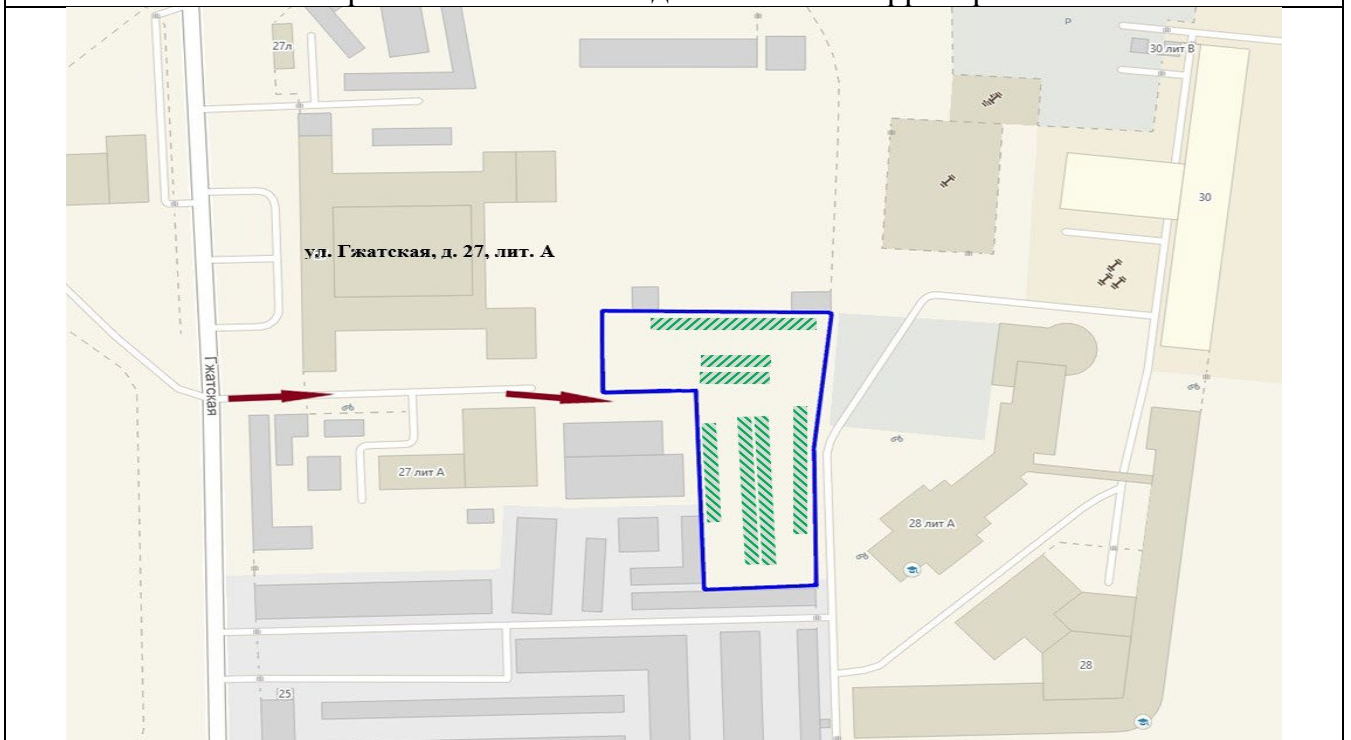 27л
P
30 лит В
30
ул. Гжатская, д. 27, лит. А
Гжатская
27 лит А
28 лит А
28
25